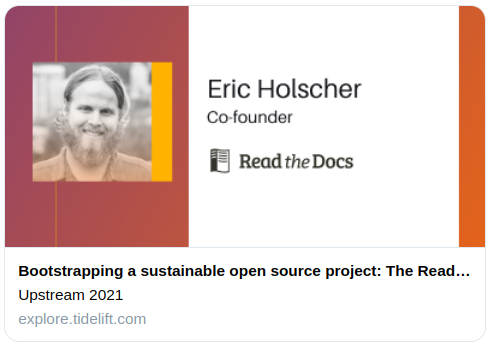 Eric Holscher
Co-founder
Read the Docs
Bootstrapping a sustainable open source project: The Read...
Upstream 2021
explore.tidelift.com